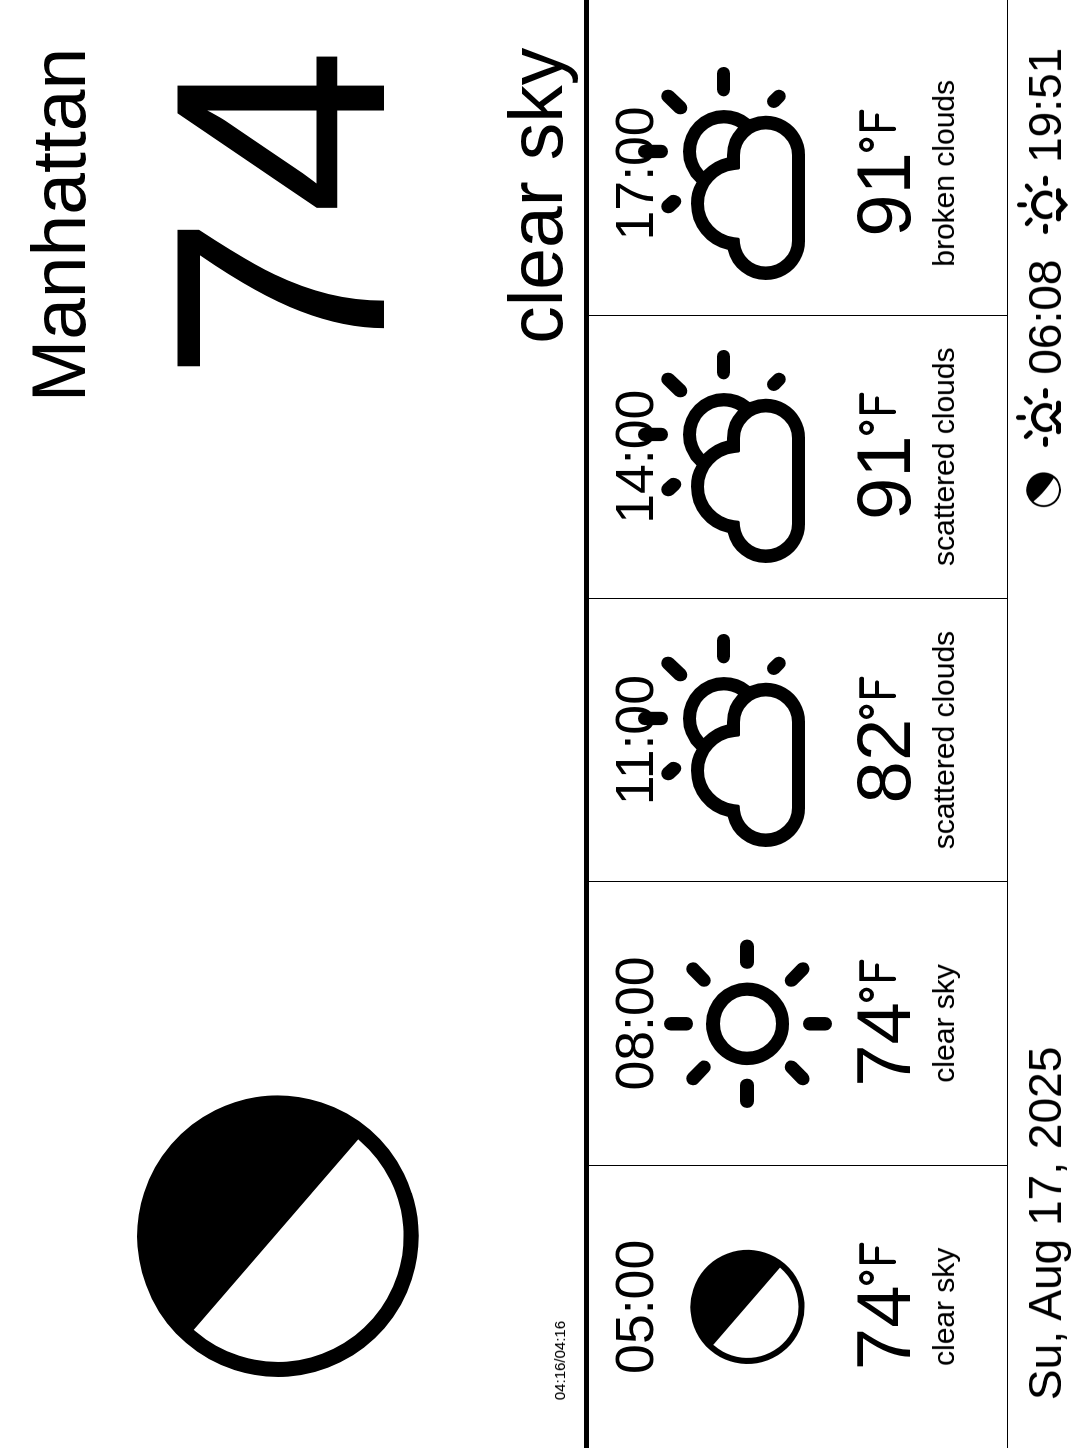 Manhattan
74
clear sky
04:16/04:16
05:00
74°F
clear sky
08:00
74°F
clear sky
11:00
82°F
scattered clouds
14:00
91°F
scattered clouds
17:00
91°F
broken clouds
Su, Aug 17, 2025
06:08
19:51